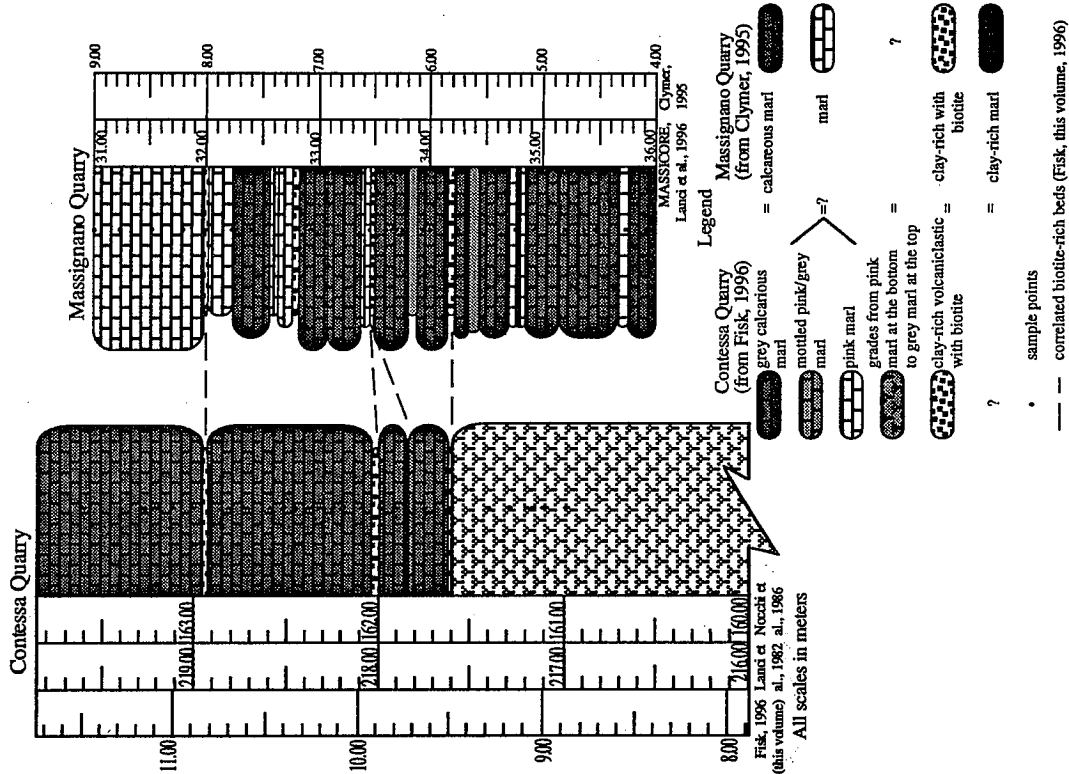 Contessa Quarry
11.00
10.00
9.00
8.00
219.00
218.00
217.00
216.00
163.00
162.00
161.00
160.00
Fisk, 1996 Lanci et Nocchi et
(this volume) al., 1982 al., 1986
All scales in meters
Massignano Quarry
31.00
32.00
33.00
34.00
35.00
36.00
9.00
8.00
7.00
6.00
5.00
4.00
MASSICORE, Clymer,
Lanci et al., 1996 1995
Legend
Contessa Quarry
(from Fisk, 1996)
Massignano Quarry
(from Clymer, 1995)
grey calcarious
marl
= calcareous marl
mottled pink/grey
marl
=?
marl
pink marl
grades from pink
marl at the bottom
to grey marl at the top
=
?
clay-rich volcaniclastic
with biotite
= clay-rich with
biotite
?
= clay-rich marl
• sample points
— — correlated biotite-rich beds (Fisk, this volume, 1996)